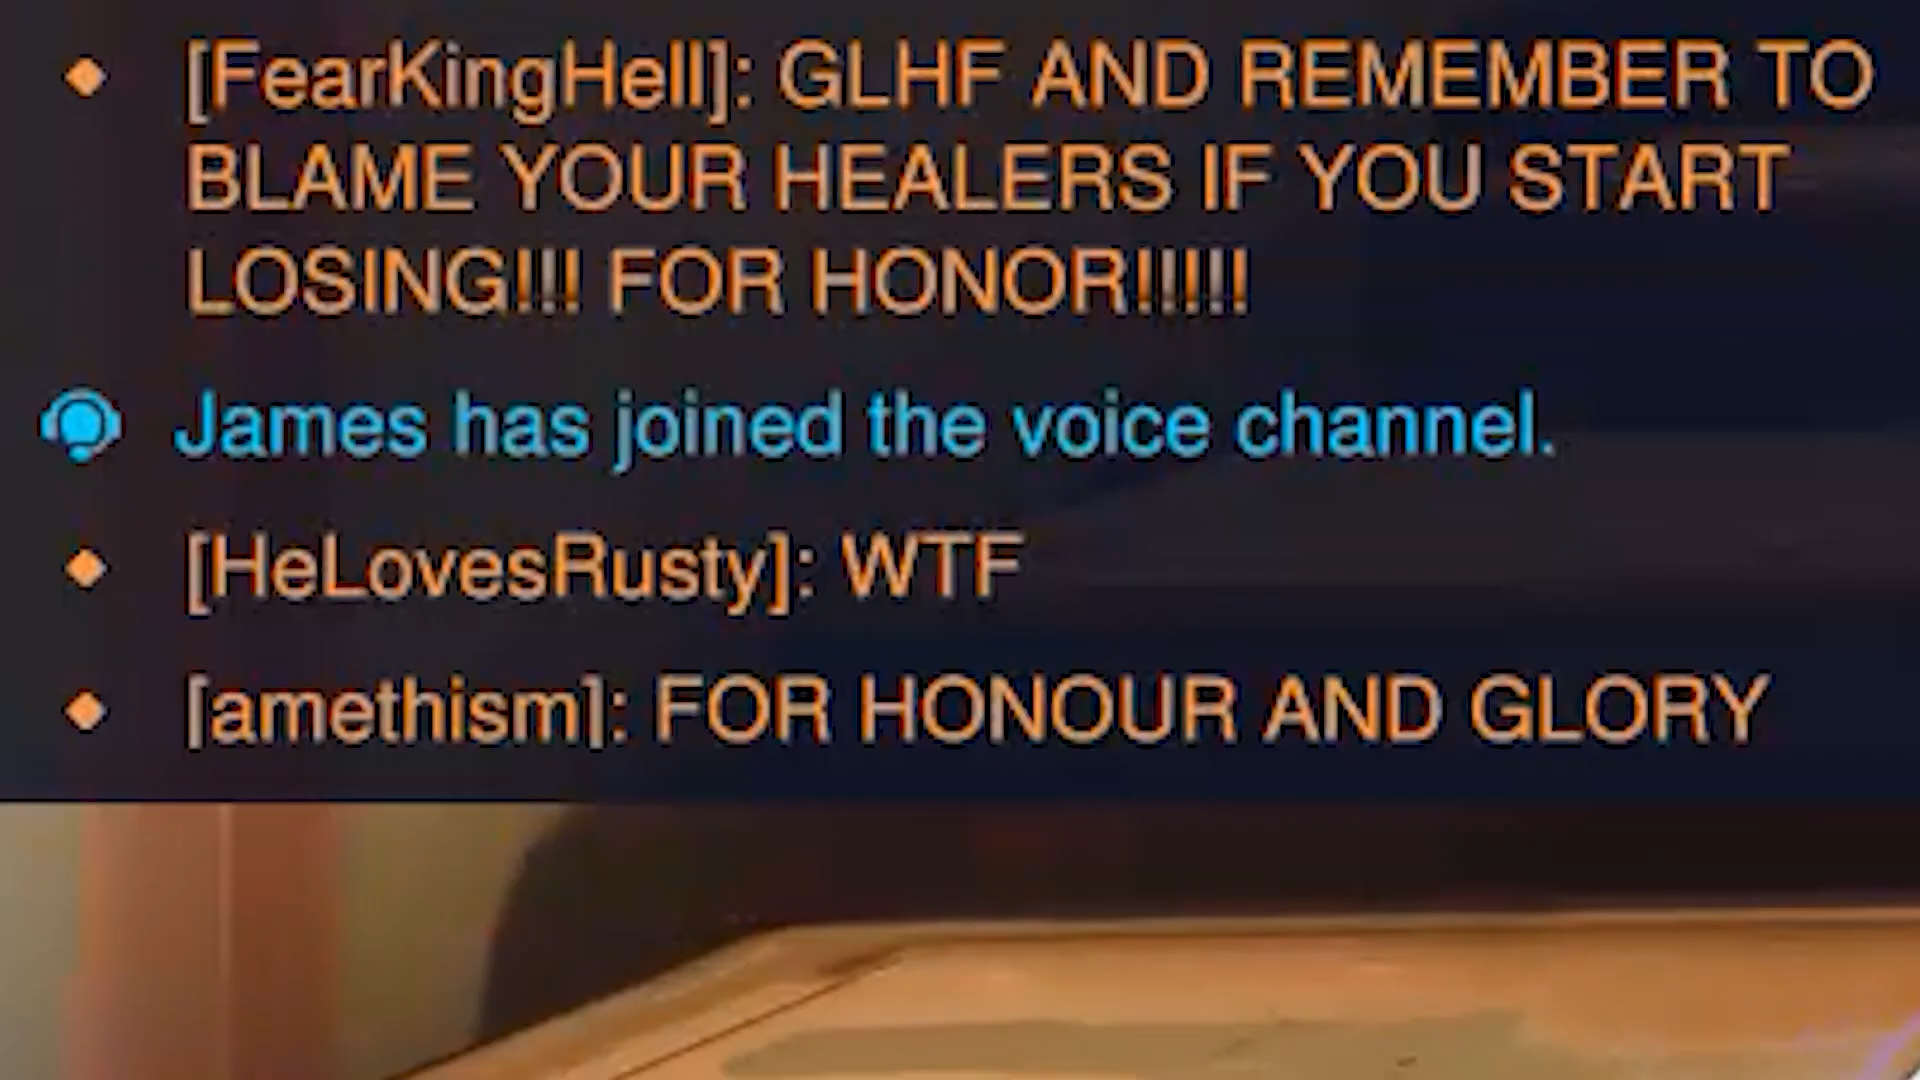 [FearKingHell]: GLHF AND REMEMBER TO
BLAME YOUR HEALERS IF YOU START
LOSING!!! FOR HONOR!!!!!
James has joined the voice channel.
[HeLovesRusty]: WTF
[amethism]: FOR HONOUR AND GLORY